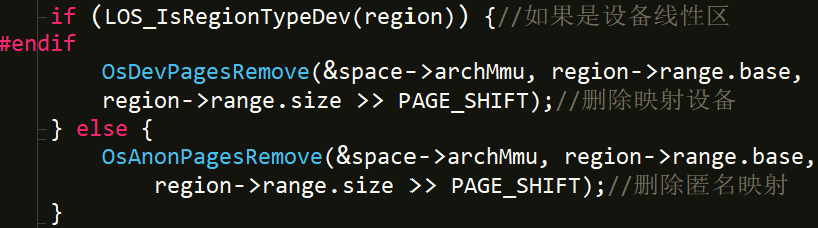 if (LOS_IsRegionTypeDev(region)) {//如果是设备线性区
#endif
OsDevPagesRemove(&space->archMmu, region->range.base,
region->range.size >> PAGE_SHIFT);//删除映射设备
} else {
OsAnonPagesRemove(&space->archMmu, region->range.base,
region->range.size >> PAGE_SHIFT);//删除匿名映射
}